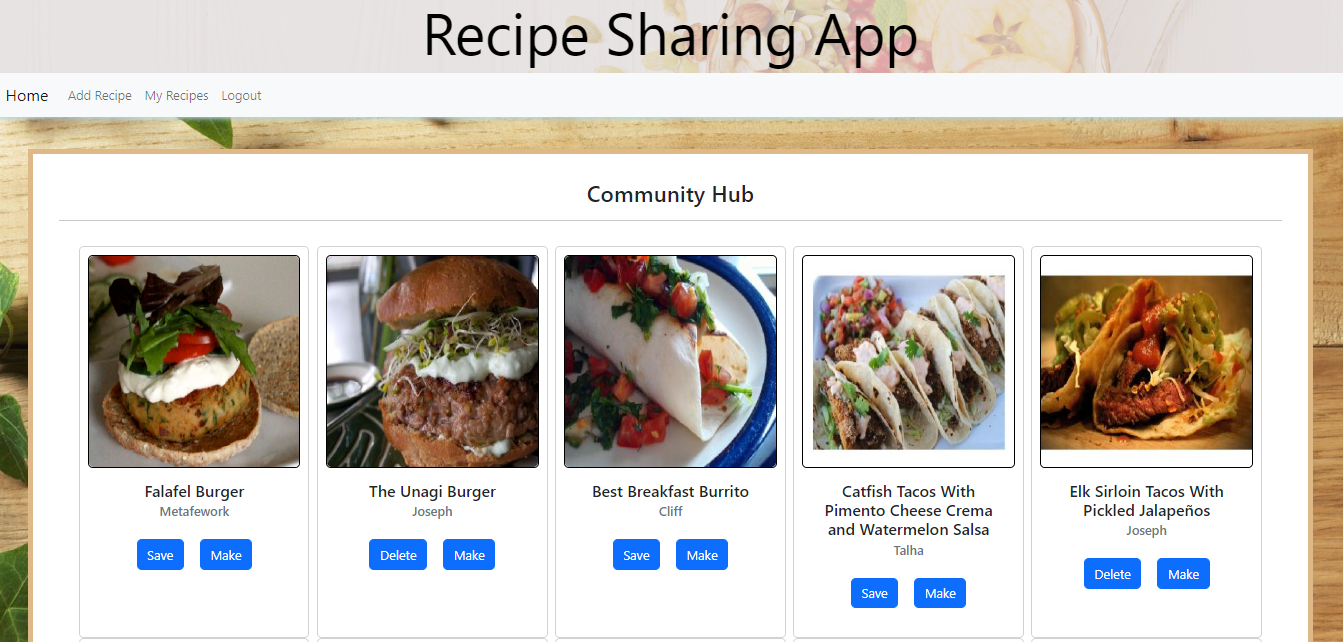 Recipe Sharing App
Home Add Recipe My Recipes Logout
Community Hub
Falafel Burger
Metafework
Save Make
The Unagi Burger
Joseph
Delete Make
Best Breakfast Burrito
Cliff
Save Make
Catfish Tacos With
Pimento Cheese Crema
and Watermelon Salsa
Talha
Save Make
Elk Sirloin Tacos With
Pickled Jalapeños
Joseph
Delete Make